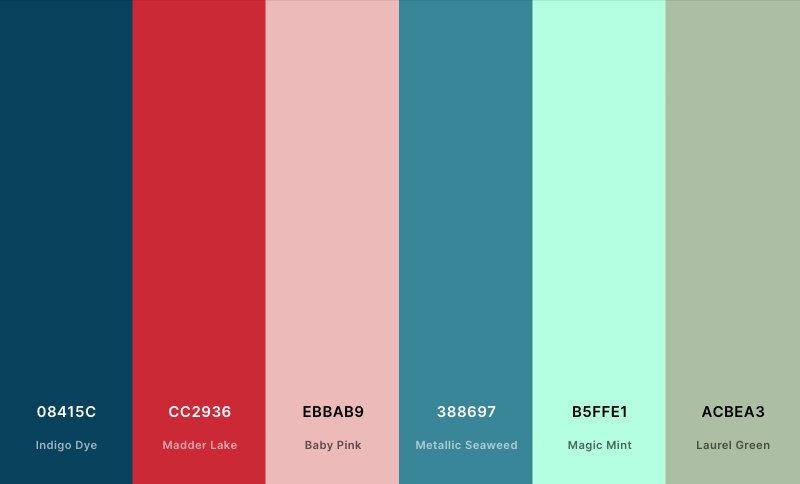 08415C
Indigo Dye
CC2936
Madder Lake
EBBAB9
Baby Pink
388697
Metallic Seaweed
B5FFE1
Magic Mint
ACBEA3
Laurel Green